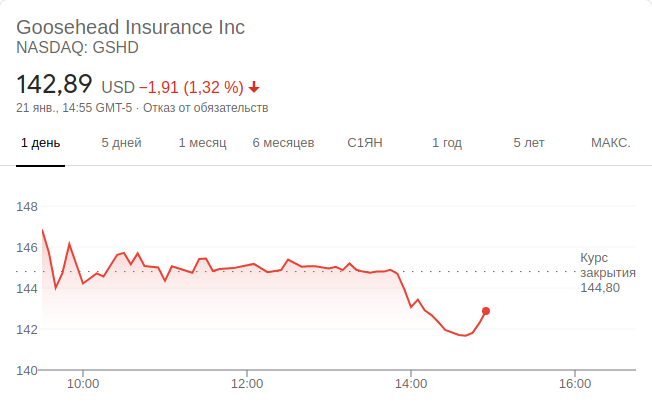 Goosehead Insurance Inc
NASDAQ: GSHD
142,89 USD −1,91 (1,32 %)
21 янв., 14:55 GMT-5 · Отказ от обязательств
1 день 5 дней 1 месяц 6 месяцев С1ЯН 1 год 5 лет МАКС.
148
146
144
142
140
Курс
закрытия
144,80
10:00 12:00 14:00 16:00